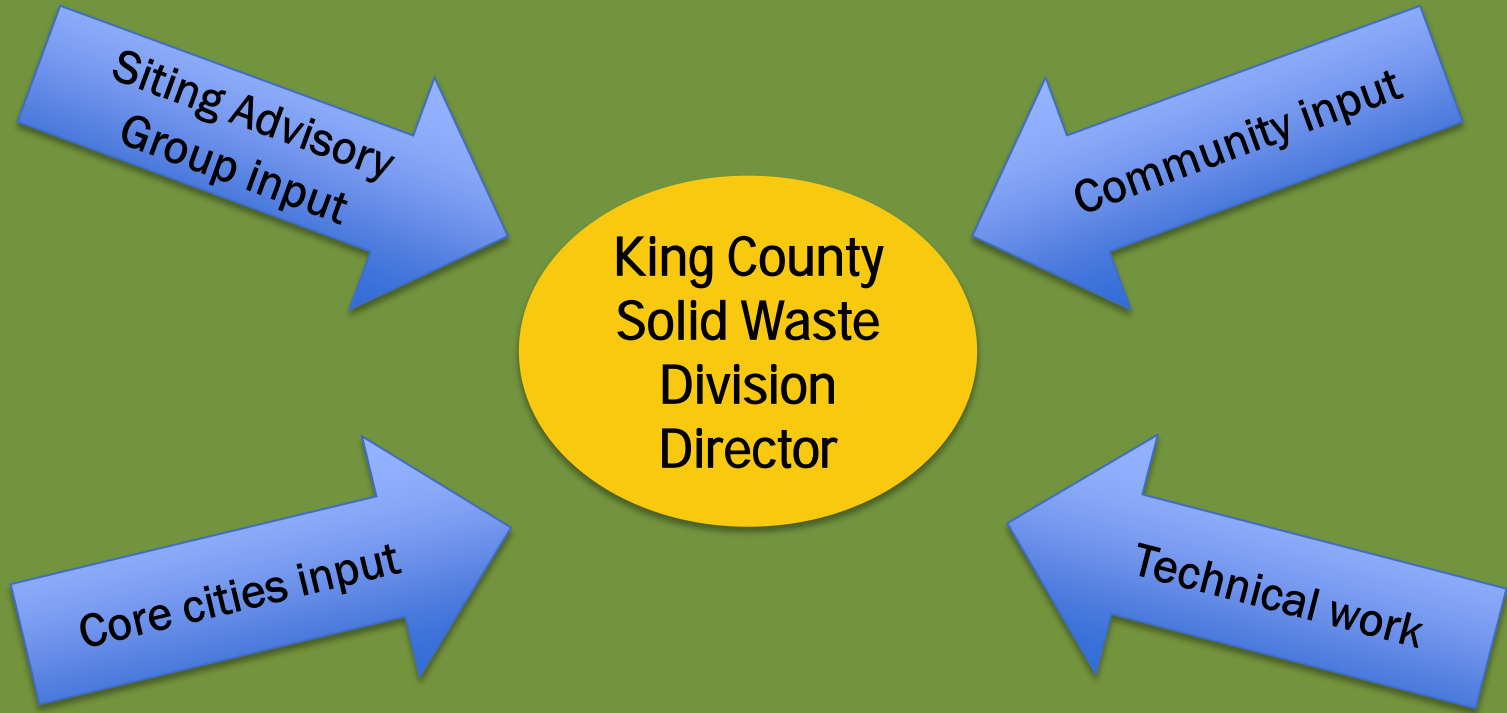 Siting Advisory
Group input
Community input
King County
Solid Waste
Division
Director
Core cities input
Technical work